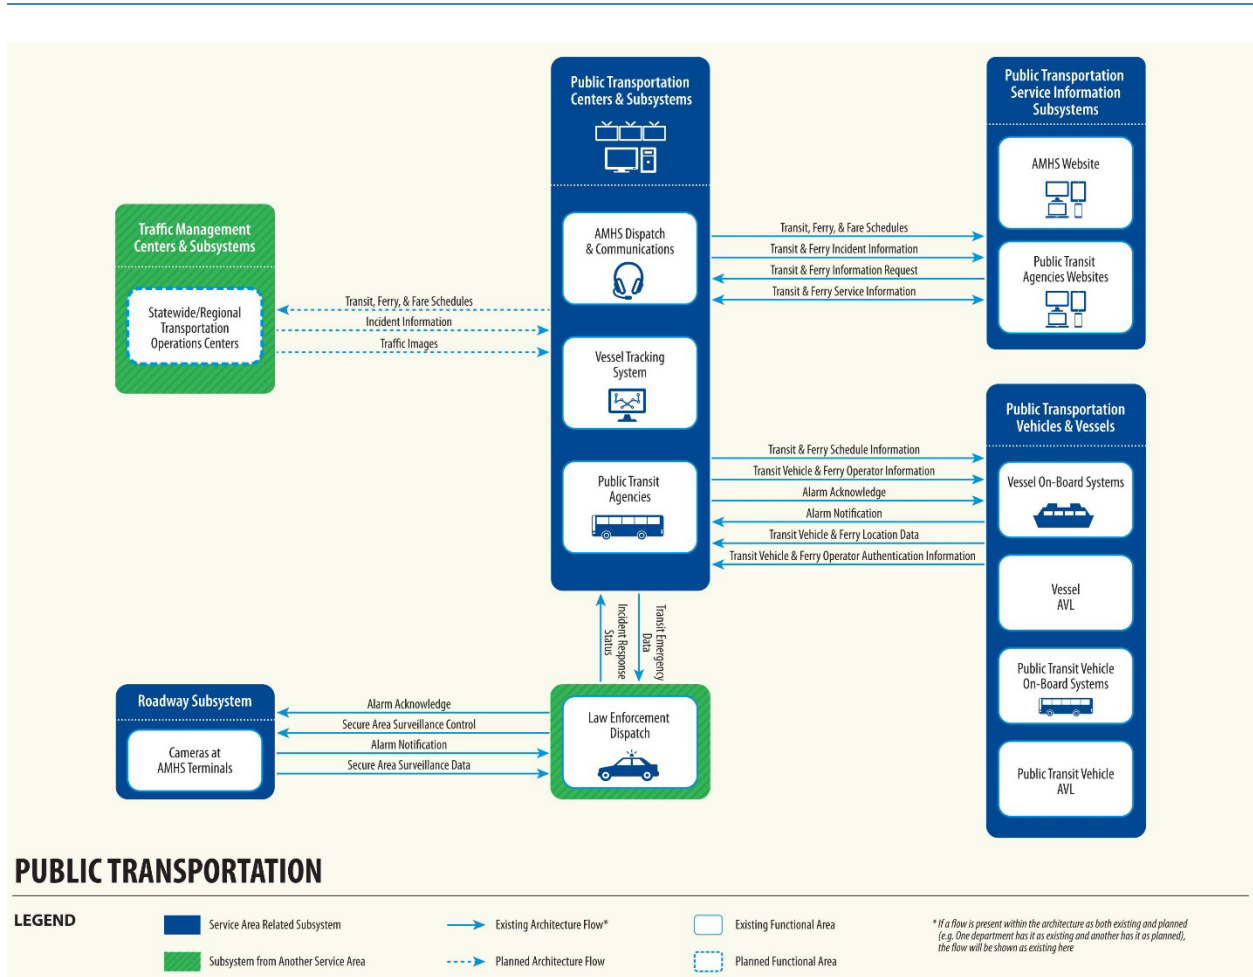 Public Transportation
Centers & Subsystems
AMHS Dispatch
& Communications
Vessel Tracking
System
Public Transit
Agencies
Public Transportation
Service Information
Subsystems
AMHS Website
Public Transit
Agencies Websites
Traffic Management
Centers & Subsystems
Statewide/Regional
Transportation
Operations Centers
Transit, Ferry, & Fare Schedules
Incident Information
Traffic Images
Transit, Ferry, & Fare Schedules
Transit & Ferry Incident Information
Transit & Ferry Information Request
Transit & Ferry Service Information
Public Transportation
Vehicles & Vessels
Vessel On-Board Systems
Vessel
AVL
Public Transit Vehicle
On-Board Systems
Public Transit Vehicle
AVL
Transit & Ferry Schedule Information
Transit Vehicle & Ferry Operator Information
Alarm Acknowledge
Alarm Notification
Transit Vehicle & Ferry Location Data
Transit Vehicle & Ferry Operator Authentication Information
Incident Response
Status
Transit Emergency
Data
Roadway Subsystem
Cameras at
AMHS Terminals
Alarm Acknowledge
Secure Area Surveillance Control
Alarm Notification
Secure Area Surveillance Data
Law Enforcement
Dispatch
PUBLIC TRANSPORTATION
LEGEND
Service Area Related Subsystem
Subsystem from Another Service Area
Existing Architecture Flow*
Planned Architecture Flow
Existing Functional Area
Planned Functional Area
* If a flow is present within the architecture as both existing and planned
(e.g. One department has it as existing and another has it as planned),
the flow will be shown as existing here